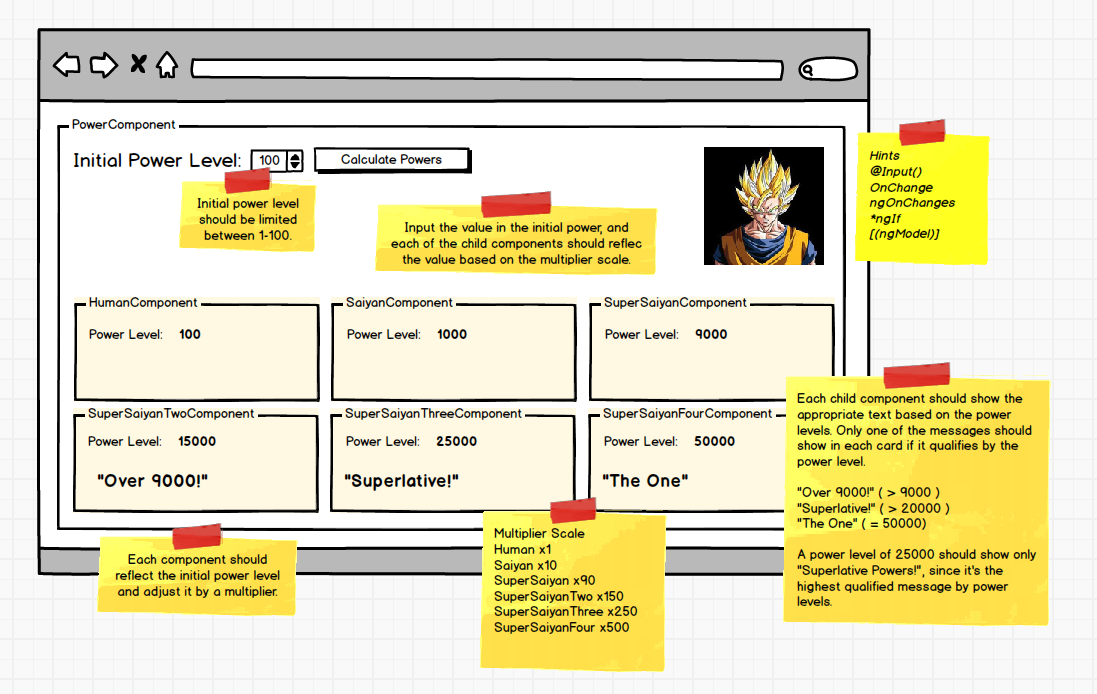 PowerComponent
Initial Power Level: 100 Calculate Powers
Initial power level
should be limited
between 1-100.
Input the value in the initial power, and
each of the child components should reflec
the value based on the multiplier scale.
Hints
@Input()
OnChange
ngOnChanges
*ngIf
[(ngModel)]
HumanComponent
Power Level: 100
SaiyanComponent
Power Level: 1000
SuperSaiyanComponent
Power Level: 9000
SuperSaiyanTwoComponent
Power Level: 15000
"Over 9000!"
SuperSaiyanThreeComponent
Power Level: 25000
"Superlative!"
SuperSaiyanFourComponent
Power Level: 50000
"The One"
Each child component should show the
appropriate text based on the power
levels. Only one of the messages should
show in each card if it qualifies by the
power level.
"Over 9000!" ( > 9000 )
"Superlative!" ( > 20000 )
"The One" ( = 50000)
A power level of 25000 should show only
"Superlative Powers!", since it's the
highest qualified message by power
levels.
Each component should
reflect the initial power level
and adjust it by a multiplier.
Multiplier Scale
Human x1
Saiyan x10
SuperSaiyan x90
SuperSaiyanTwo x150
SuperSaiyanThree x250
SuperSaiyanFour x500